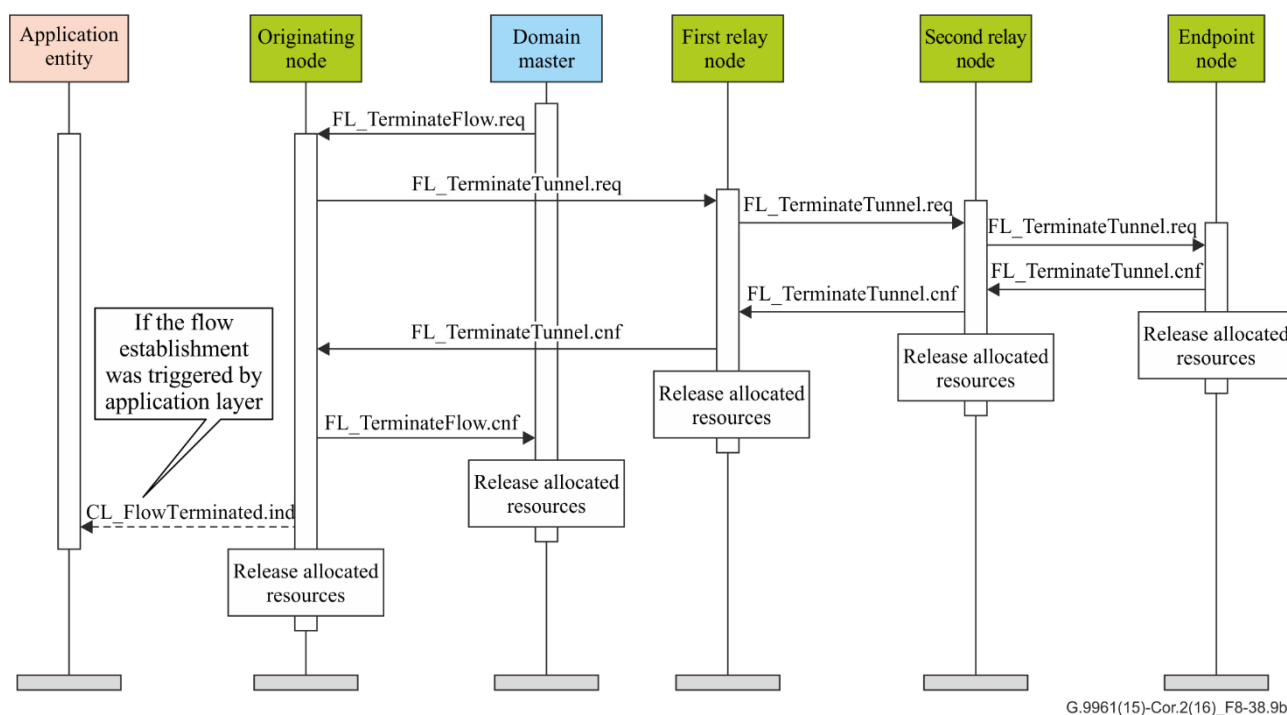 Application
entity
Originating
node
Domain
master
First relay
node
Second relay
node
Endpoint
node
FL_TerminateFlow.req
FL_TerminateTunnel.req
FL_TerminateTunnel.req
FL_TerminateTunnel.req
FL_TerminateTunnel.cnf
FL_TerminateTunnel.cnf
FL_TerminateTunnel.cnf
If the flow
establishment
was triggered by
application layer
Release allocated
resources
Release allocated
resources
Release allocated
resources
FL_TerminateFlow.cnf
Release allocated
resources
CL_FlowTerminated.ind
Release allocated
resources
G.9961(15)-Cor.2(16)_F8-38.9b